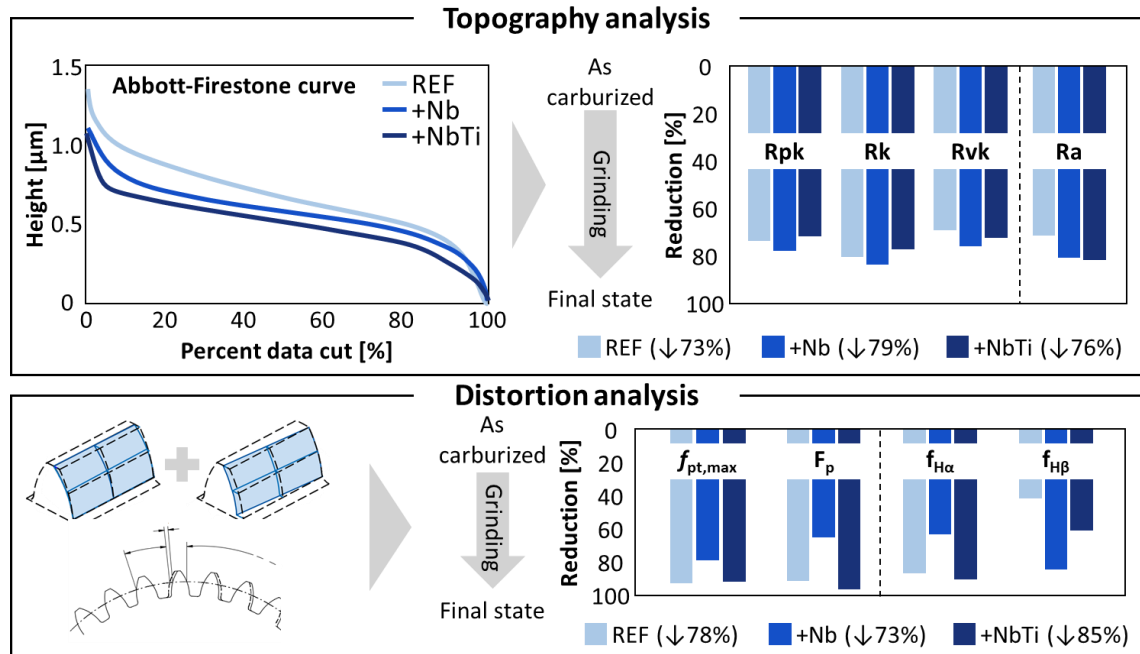 Topography analysis
Abbott-Firestone curve
REF
+Nb
+NbTi
Height [µm]
1.5
1.0
0.5
0
0 20 40 60 80 100
Percent data cut [%]
As
carburized
Grinding
Final state
Reduction [%]
0
20
40
60
80
100
Rpk Rk Rvk Ra
REF (↓73%) +Nb (↓79%) +NbTi (↓76%)
Distortion analysis
As
carburized
Grinding
Final state
Reduction [%]
0
20
40
60
80
100
fpt,max Fp fHα fHβ
REF (↓78%) +Nb (↓73%) +NbTi (↓85%)